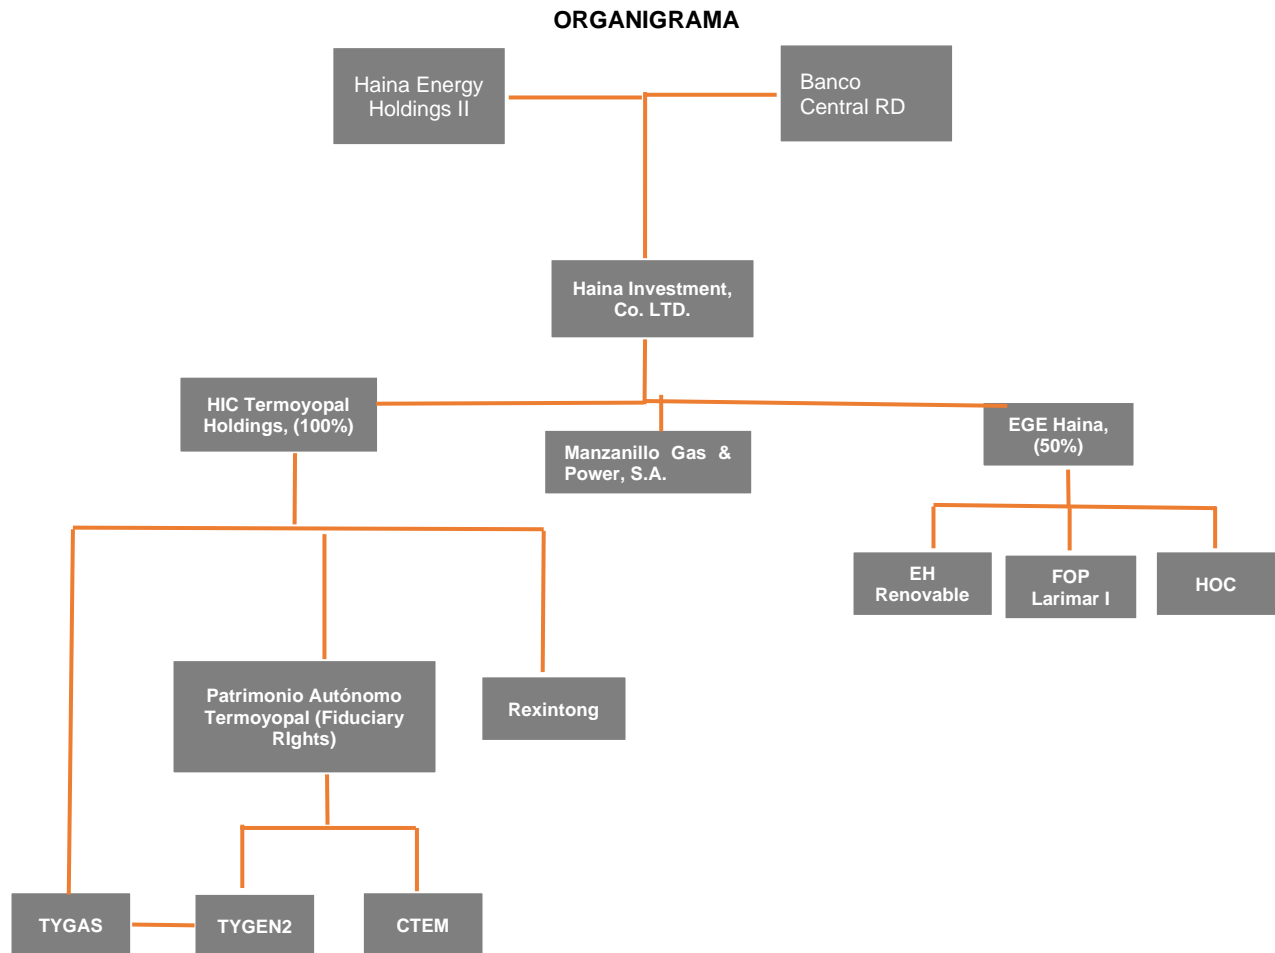 ORGANIGRAMA
Haina Energy
Holdings II
Banco
Central RD
Haina Investment,
Co. LTD.
HIC Termoyopal
Holdings, (100%)
Manzanillo Gas &
Power, S.A.
EGE Haina,
(50%)
EH
Renovable
FOP
Larimar I
HOC
Patrimonio Autónomo
Termoyopal (Fiduciary
RIghts)
Rexintong
TYGAS
TYGEN2
CTEM